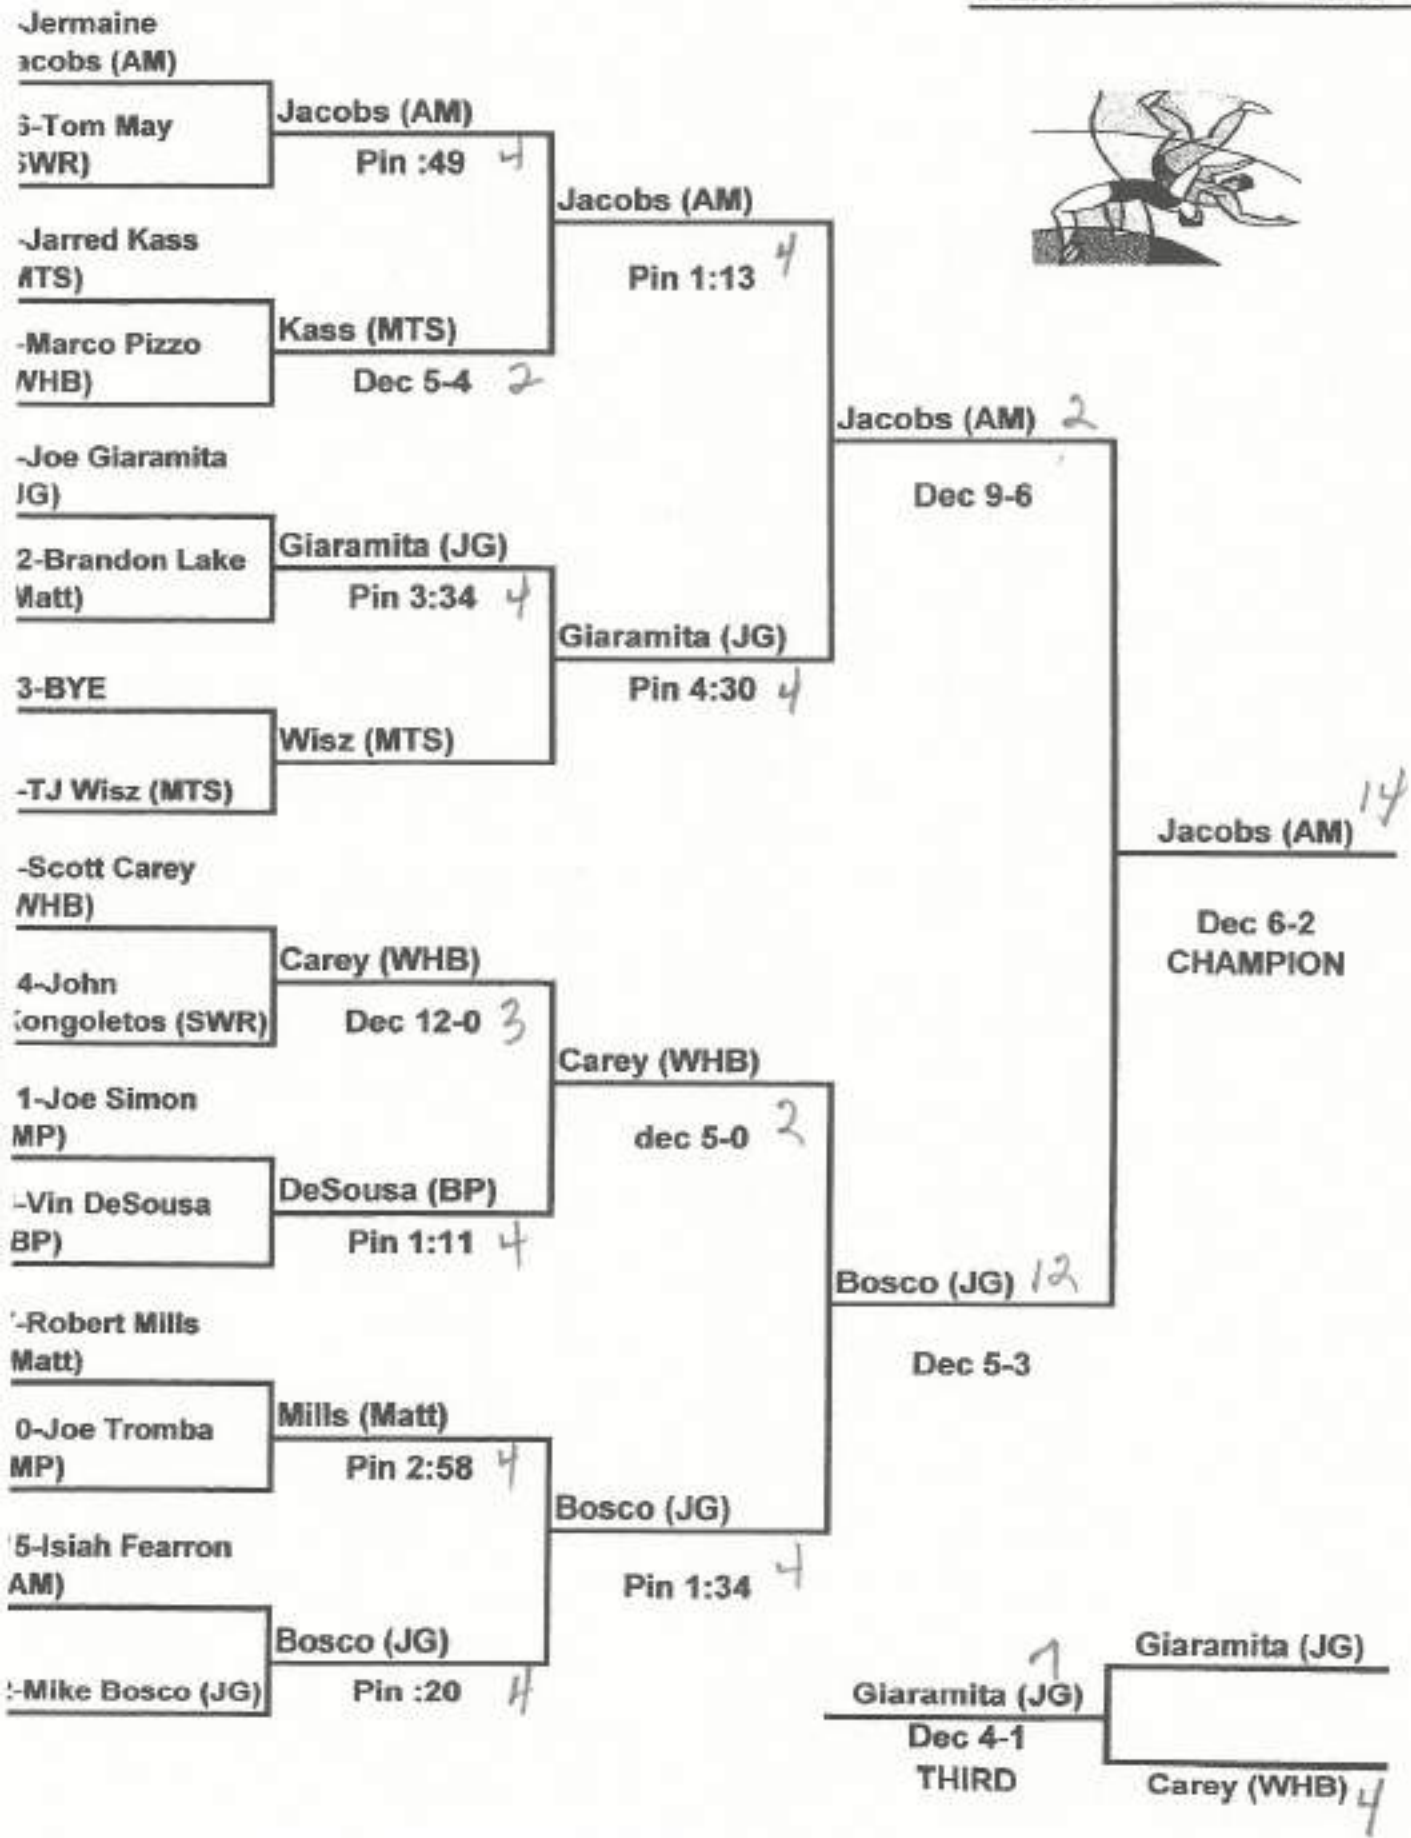 -Jermaine
acobs (AM)
6-Tom May
SWR)
-Jarred Kass
MTS)
-Marco Pizzo
WHB)
-Joe Giaramita
JG)
2-Brandon Lake
Matt)
3-BYE
-TJ Wisz (MTS)
-Scott Carey
WHB)
4-John
Kongoletos (SWR)
1-Joe Simon
MP)
-Vin DeSousa
BP)
-Robert Mills
Matt)
0-Joe Tromba
MP)
5-Isiah Fearron
AM)
2-Mike Bosco (JG)
Jacobs (AM)
Pin :49 4
Kass (MTS)
Dec 5-4 2
Giaramita (JG)
Pin 3:34 4
Wisz (MTS)
Carey (WHB)
Dec 12-0 3
DeSousa (BP)
Pin 1:11 4
Mills (Matt)
Pin 2:58 4
Bosco (JG)
Pin :20 4
Jacobs (AM)
Pin 1:13 4
Giaramita (JG)
Pin 4:30 4
Carey (WHB)
dec 5-0 2
Bosco (JG)
Pin 1:34 4
Jacobs (AM) 2
Dec 9-6
Bosco (JG) 12
Dec 5-3
Jacobs (AM) 14
Dec 6-2
CHAMPION
Giaramita (JG)
Carey (WHB) 4
Giaramita (JG) 7
Dec 4-1
THIRD